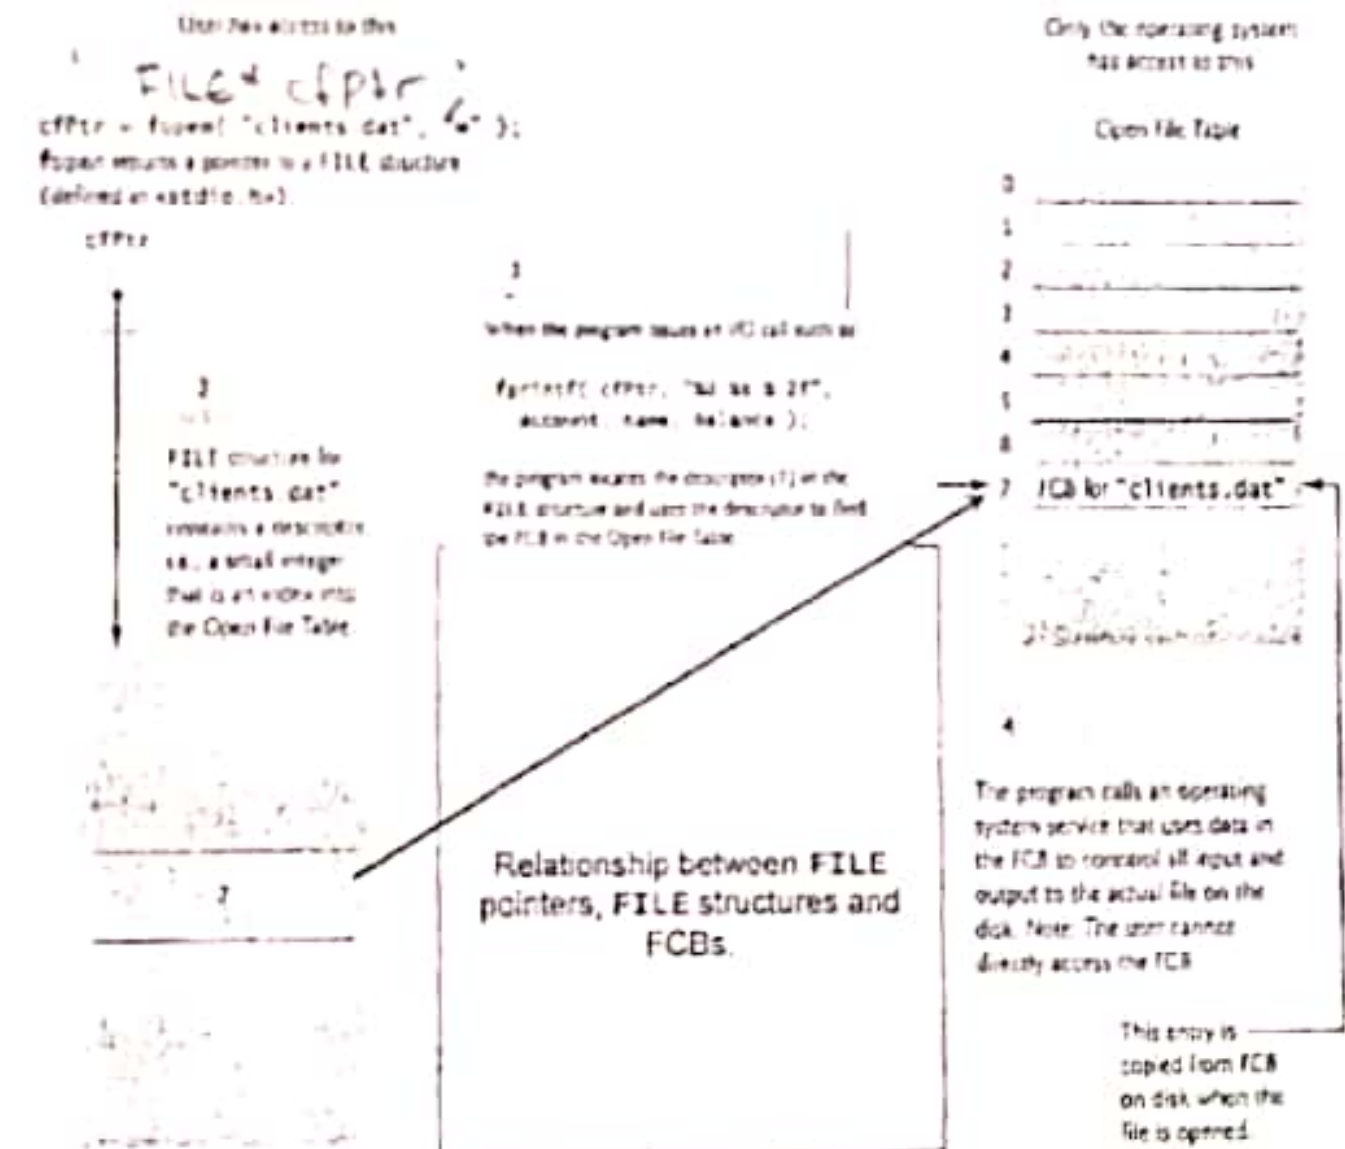 User has access to this
FILE* cfptr
cfPtr = fopen( "clients.dat", "w" );
fopen returns a pointer to a FILE structure
(defined in <stdio.h>).
cfPtr
FILE structure for
"clients.dat"
contains a descriptor,
i.e., a small integer
that is an index into
the Open File Table.
7
3
When the program issues an I/O call such as
fprintf( cfPtr, "%d %s %.2f",
account, name, balance );
the program locates the descriptor (7) in the
FILE structure and uses the descriptor to find
the FCB in the Open File Table
Relationship between FILE
pointers, FILE structures and
FCBs.
Only the operating system
has access to this
Open File Table
0
1
2
3
4
5
6
7 FCB for "clients.dat"
4
The program calls an operating
system service that uses data in
the FCB to control all input and
output to the actual file on the
disk. Note: The user cannot
directly access the FCB
This entry is
copied from FCB
on disk when the
file is opened.